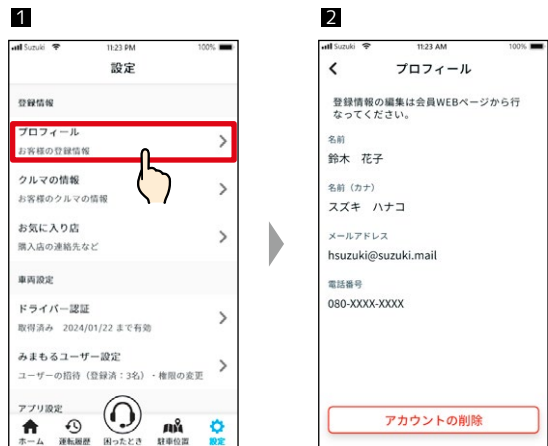 1
Suzuki 11:23 PM 100%
設定
登録情報
プロフィール
お客様の登録情報
クルマの情報
お客様のクルマの情報
お気に入り店
購入店の連絡先など
車両設定
ドライバー認証
取得済み 2024/01/22 まで有効
みまもるユーザー設定
ユーザーの招待（登録済：3名）・権限の変更
アプリ設定
ホーム 運転履歴 困ったとき 駐車位置 設定
2
Suzuki 11:23 AM 100%
プロフィール
登録情報の編集は会員WEBページから行
なってください。
名前
鈴木 花子
名前（カナ）
スズキ ハナコ
メールアドレス
hsuzuki@suzuki.mail
電話番号
080-XXXX-XXXX
アカウントの削除